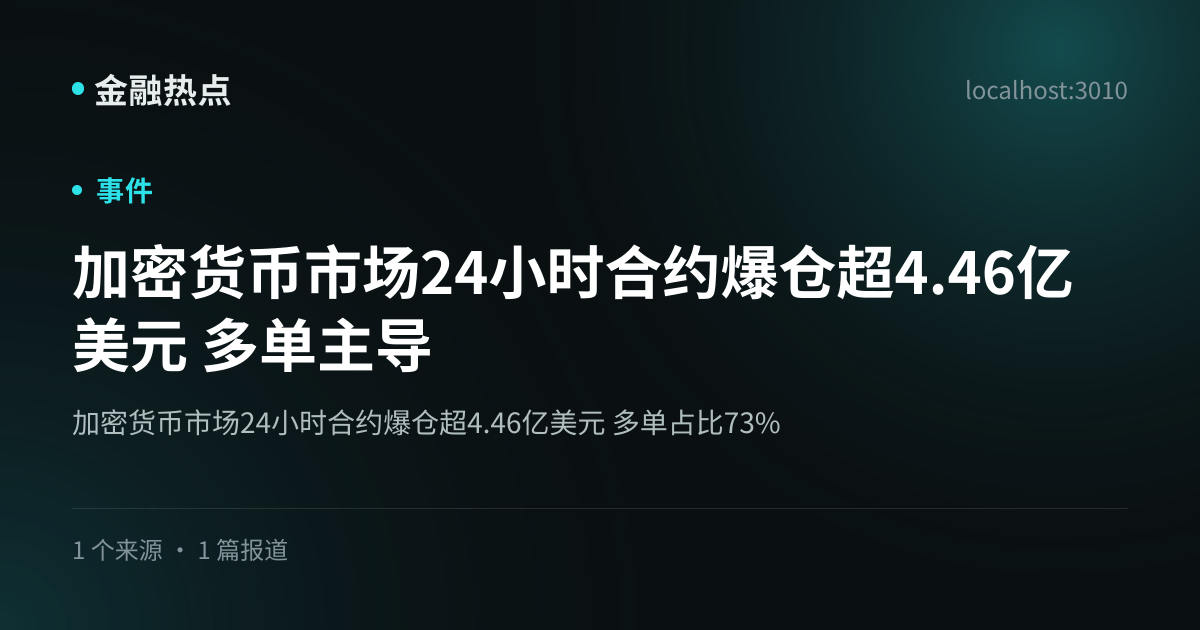 金融热点
localhost:3010
事件
加密货币市场24小时合约爆仓超4.46亿
美元 多单主导
加密货币市场24小时合约爆仓超4.46亿美元 多单占比73%
1 个来源 · 1 篇报道